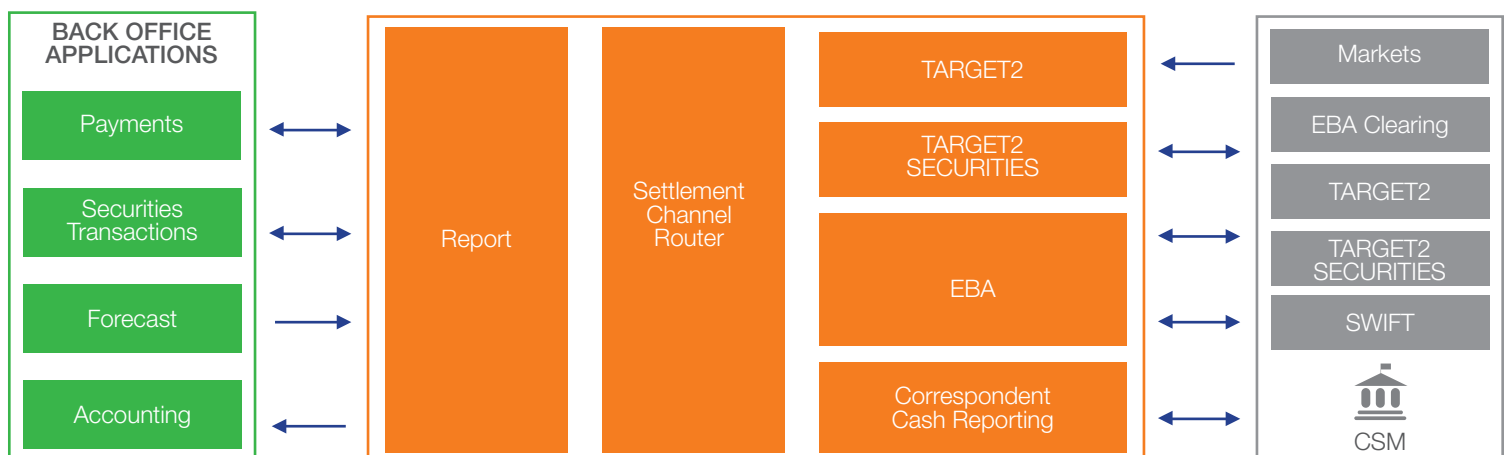 BACK OFFICE
APPLICATIONS
Payments
Securities
Transactions
Forecast
Accounting
Report
Settlement
Channel
Router
TARGET2
TARGET2
SECURITIES
EBA
Correspondent
Cash Reporting
Markets
EBA Clearing
TARGET2
TARGET2
SECURITIES
SWIFT
CSM